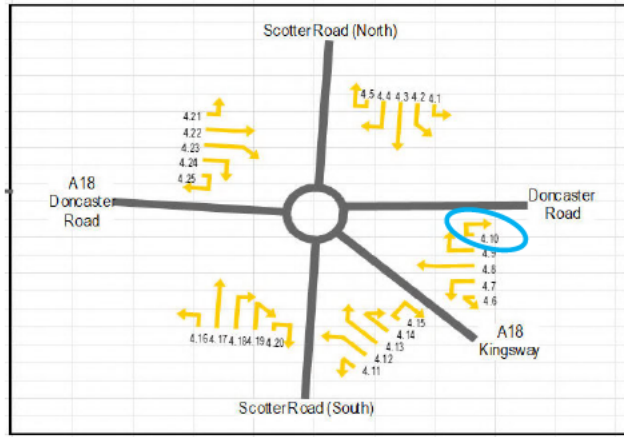 Scotter Road (North)
4.5 4.4 4.3 4.2 4.1
4.21
4.22
4.23
4.24
4.25
A18
Doncaster
Road
Doncaster
Road
4.10
4.9
4.8
4.7
4.6
A18
Kingsway
4.15
4.14
4.13
4.12
4.11
4.16 4.17 4.18 4.19 4.20
Scotter Road (South)